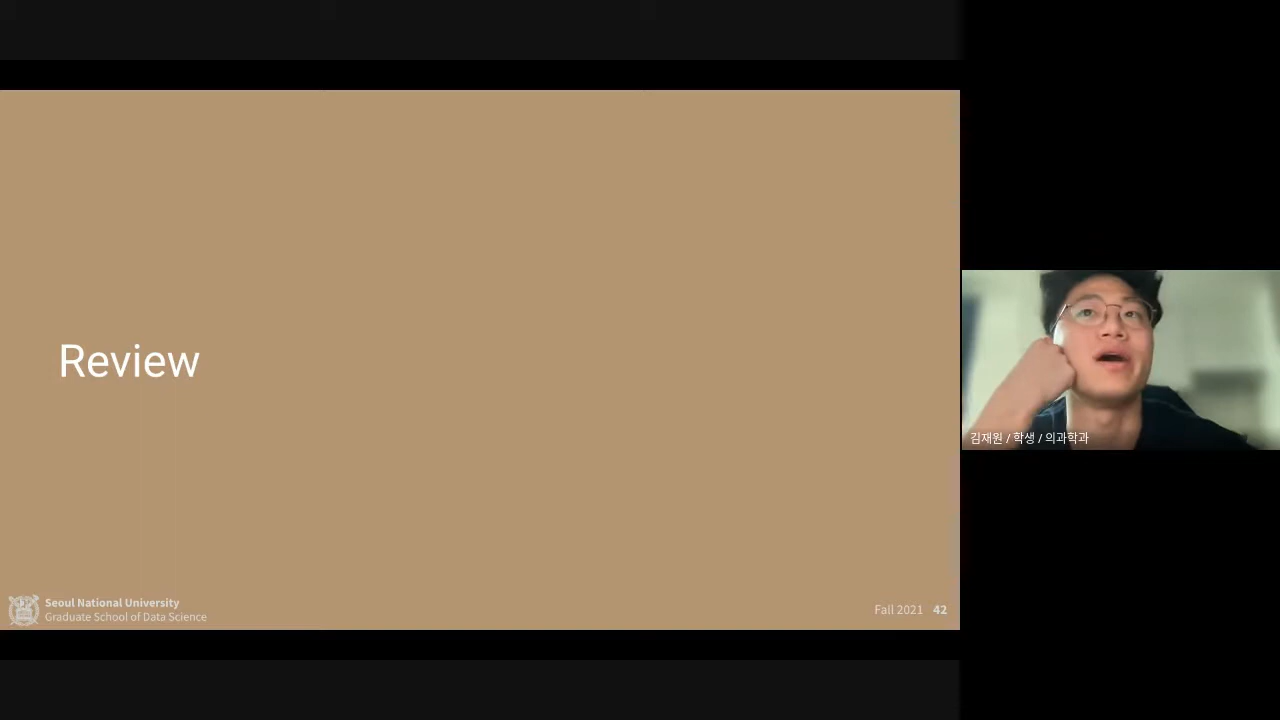 Review
김재원 / 학생 / 의과학과
Seoul National University
Graduate School of Data Science
Fall 2021 42